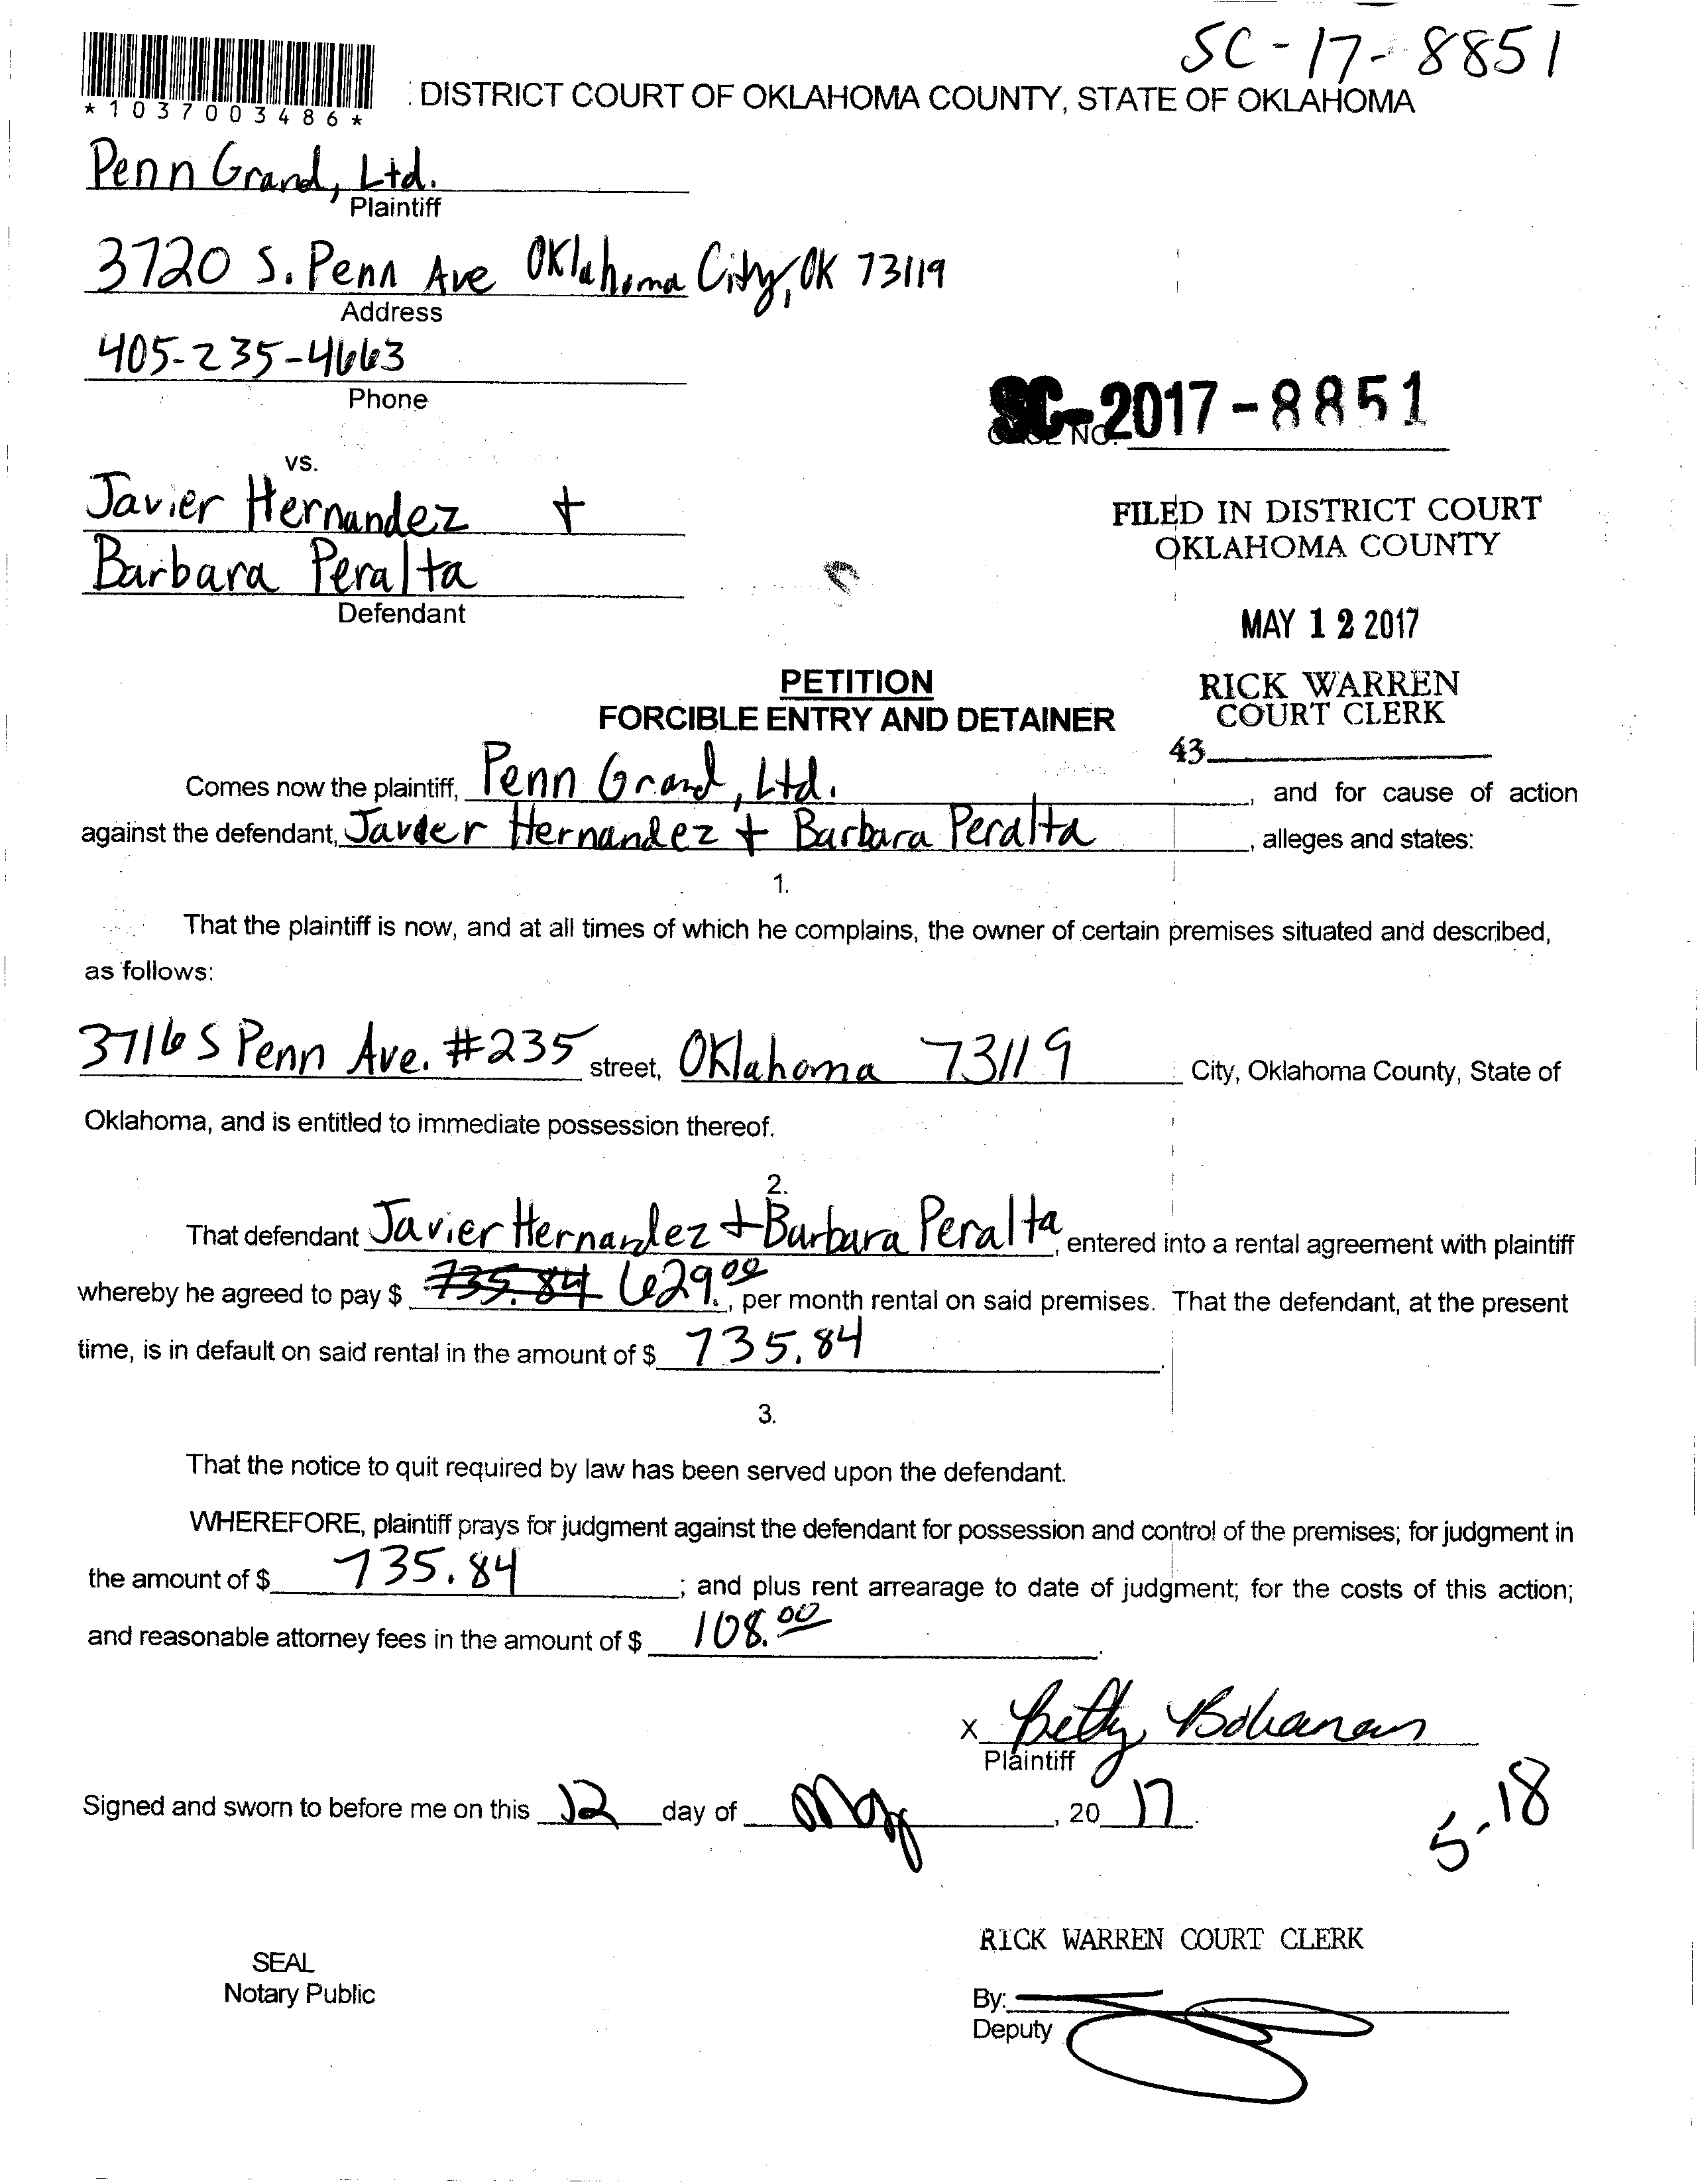 SC-17-8851
*1037003486*
DISTRICT COURT OF OKLAHOMA COUNTY, STATE OF OKLAHOMA
Penn Grand, Ltd.
Plaintiff
3720 S. Penn Ave Oklahoma City, OK 73119
Address
405-235-4663
Phone
SC-2017-8851
CASE NO.
vs.
Javier Hernandez +
Barbara Peralta
Defendant
FILED IN DISTRICT COURT
OKLAHOMA COUNTY
MAY 12 2017
RICK WARREN
COURT CLERK
43
PETITION
FORCIBLE ENTRY AND DETAINER
Comes now the plaintiff, Penn Grand, Ltd., and for cause of action
against the defendant, Javier Hernandez + Barbara Peralta, alleges and states:
1.
That the plaintiff is now, and at all times of which he complains, the owner of certain premises situated and described,
as follows:
3716 S Penn Ave. #235 street, Oklahoma 73119 City, Oklahoma County, State of
Oklahoma, and is entitled to immediate possession thereof.
2.
That defendant Javier Hernandez + Barbara Peralta, entered into a rental agreement with plaintiff
whereby he agreed to pay $ 735.84 629.00, per month rental on said premises. That the defendant, at the present
time, is in default on said rental in the amount of $ 735.84.
3.
That the notice to quit required by law has been served upon the defendant.
WHEREFORE, plaintiff prays for judgment against the defendant for possession and control of the premises; for judgment in
the amount of $ 735.84; and plus rent arrearage to date of judgment; for the costs of this action;
and reasonable attorney fees in the amount of $ 108.00.
X Betty Bohanan
Plaintiff
Signed and sworn to before me on this 12 day of May, 2017.
5-18
RICK WARREN COURT CLERK
SEAL
Notary Public
By:
Deputy